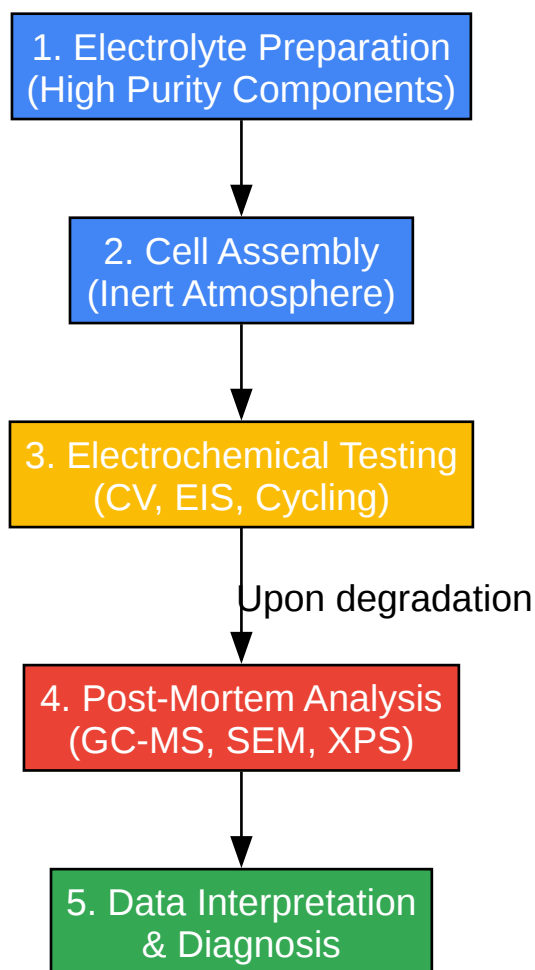 1. Electrolyte Preparation
(High Purity Components)
2. Cell Assembly
(Inert Atmosphere)
3. Electrochemical Testing
(CV, EIS, Cycling)
Upon degradation
4. Post-Mortem Analysis
(GC-MS, SEM, XPS)
5. Data Interpretation
& Diagnosis